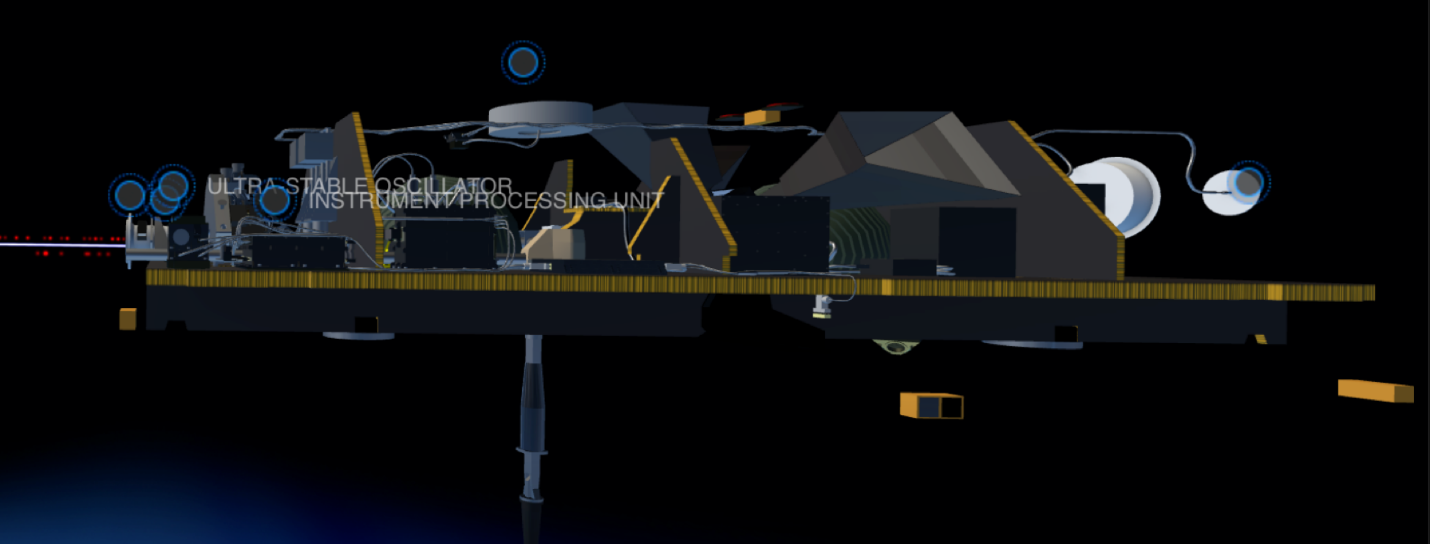 ULTRA-STABLE OSCILLATOR
INSTRUMENT PROCESSING UNIT